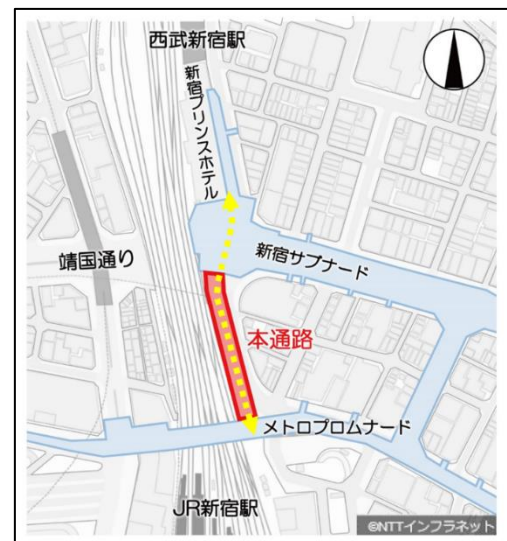 西武新宿駅
新宿プリンスホテル
靖国通り
新宿サブナード
本通路
メトロプロムナード
JR新宿駅
©NTTインフラネット